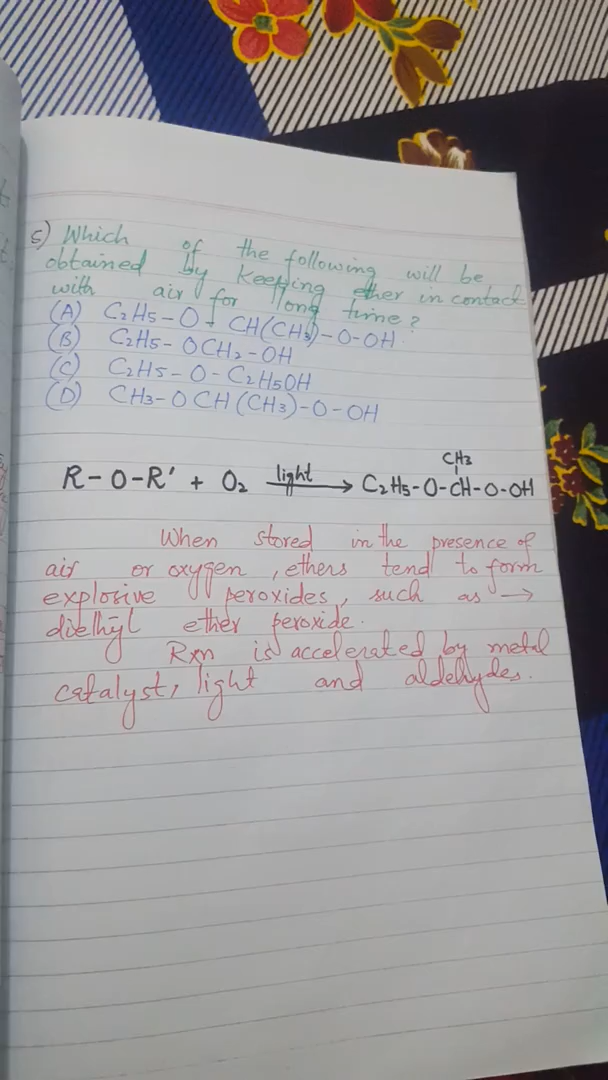 5) Which of the following will be
obtained by keeping ether in contact
with air for long time?
(A) C2H5-O-CH(CH3)-O-OH
(B) C2H5-OCH2-OH
(C) C2H5-O-C2H5OH
(D) CH3-OCH(CH3)-O-OH
CH3
R-O-R' + O2 light → C2H5-O-CH-O-OH
When stored in the presence of
air or oxygen, ethers tend to form
explosive peroxides, such as →
diethyl ether peroxide.
Rxn is accelerated by metal
catalyst, light and aldehydes.